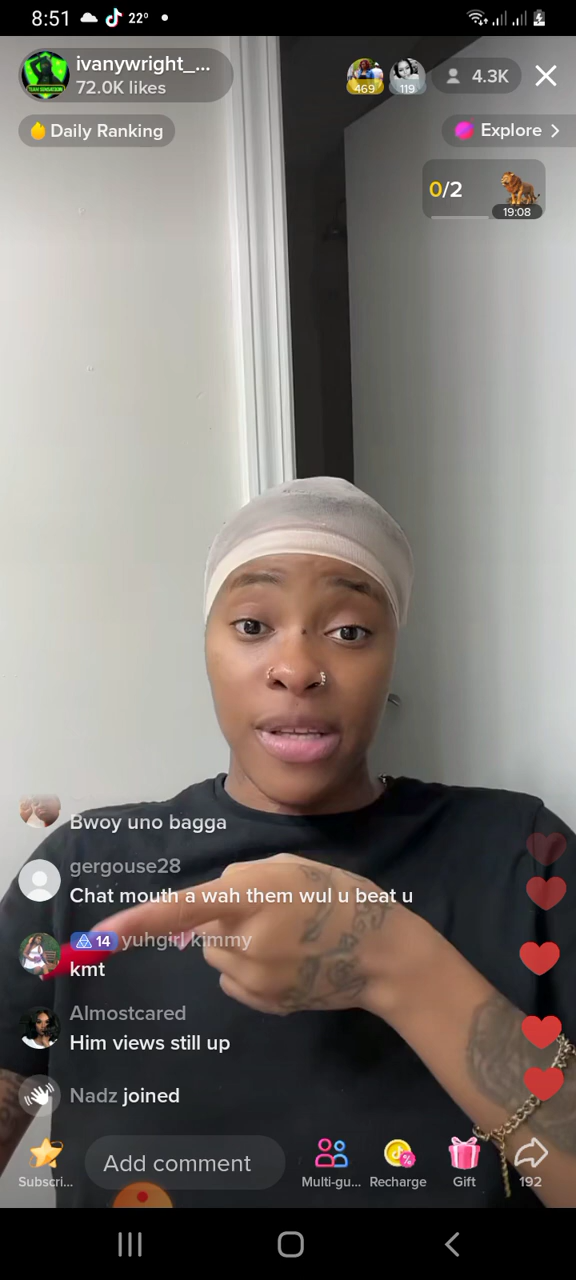 8:51
22°
ivanywright_...
72.0K likes
469
119
4.3K
Daily Ranking
Explore >
0/2
19:08
Bwoy uno bagga
gergouse28
Chat mouth a wah them wul u beat u
14 yuhgirl kimmy
kmt
Almostcared
Him views still up
Nadz joined
Add comment
Subscri...
Multi-gu...
Recharge
Gift
192